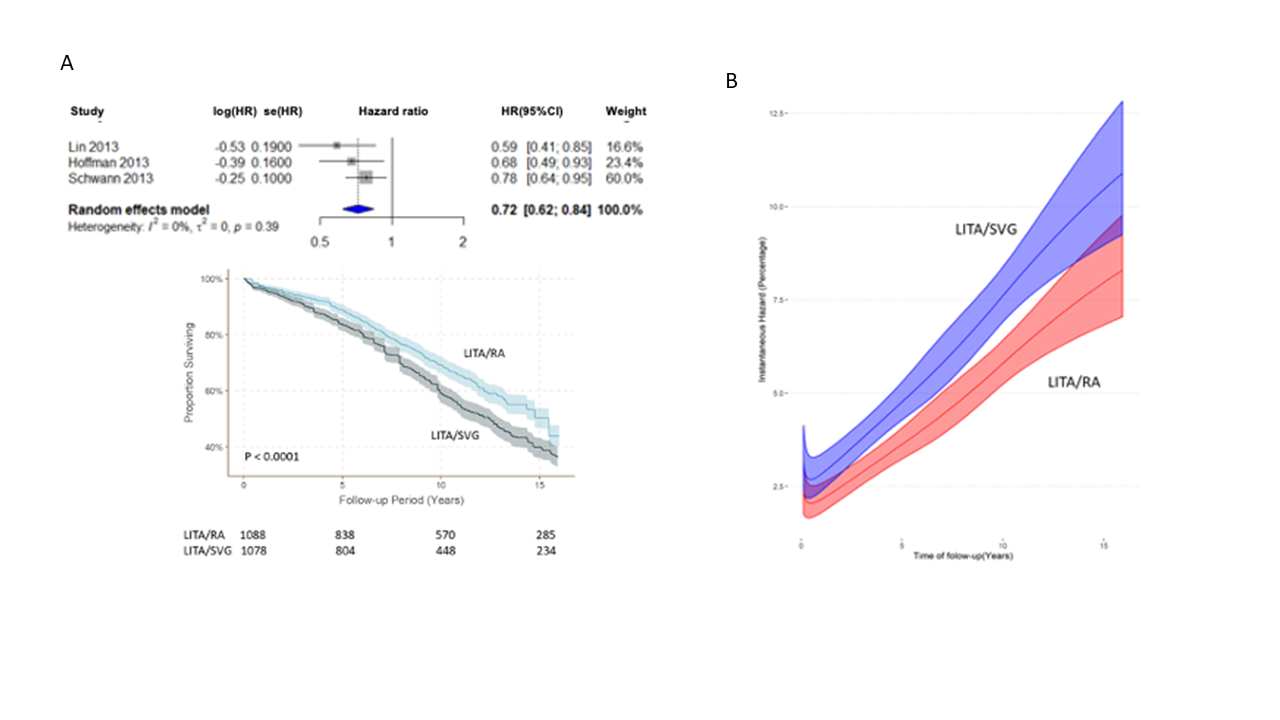 A
Study log(HR) se(HR) Hazard ratio HR(95%CI) Weight
Lin 2013 -0.53 0.1900 0.59 [0.41; 0.85] 16.6%
Hoffman 2013 -0.39 0.1600 0.68 [0.49; 0.93] 23.4%
Schwann 2013 -0.25 0.1000 0.78 [0.64; 0.95] 60.0%
Random effects model 0.72 [0.62; 0.84] 100.0%
Heterogeneity: I² = 0%, τ² = 0, p = 0.39
0.5 1 2
100%
80%
60%
40%
Proportion Surviving
LITA/RA
LITA/SVG
P < 0.0001
0 5 10 15
Follow-up Period (Years)
LITA/RA 1088 838 570 285
LITA/SVG 1078 804 448 234
B
12.5
10.0
7.5
5.0
2.5
Instantaneous Hazard (Percentage)
LITA/SVG
LITA/RA
0 5 10 15
Time of folow-up(Years)